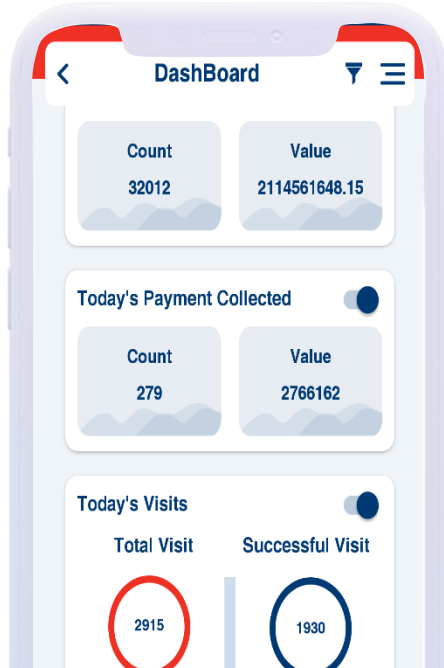 DashBoard
Count Value
32012 2114561648.15
Today's Payment Collected
Count Value
279 2766162
Today's Visits
Total Visit Successful Visit
2915 1930